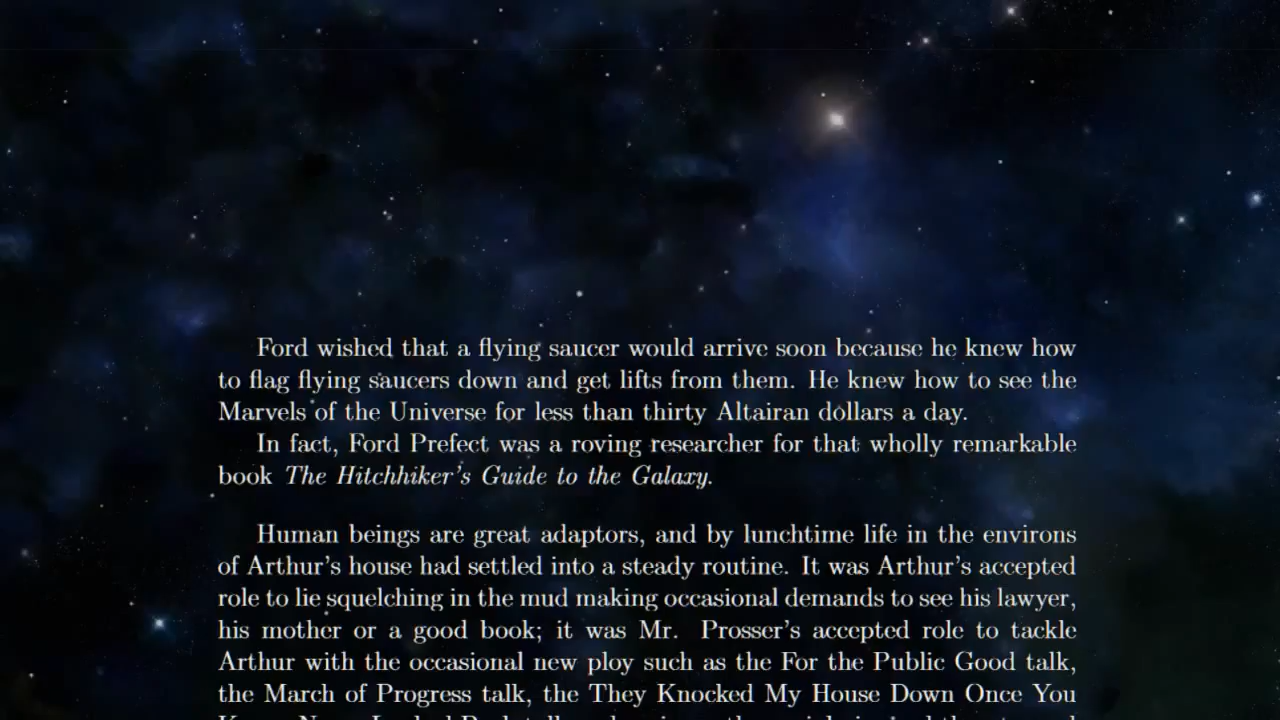 Ford wished that a flying saucer would arrive soon because he knew how
to flag flying saucers down and get lifts from them. He knew how to see the
Marvels of the Universe for less than thirty Altairan dollars a day.
In fact, Ford Prefect was a roving researcher for that wholly remarkable
book The Hitchhiker's Guide to the Galaxy.
Human beings are great adaptors, and by lunchtime life in the environs
of Arthur's house had settled into a steady routine. It was Arthur's accepted
role to lie squelching in the mud making occasional demands to see his lawyer,
his mother or a good book; it was Mr. Prosser's accepted role to tackle
Arthur with the occasional new ploy such as the For the Public Good talk,
the March of Progress talk, the They Knocked My House Down Once You